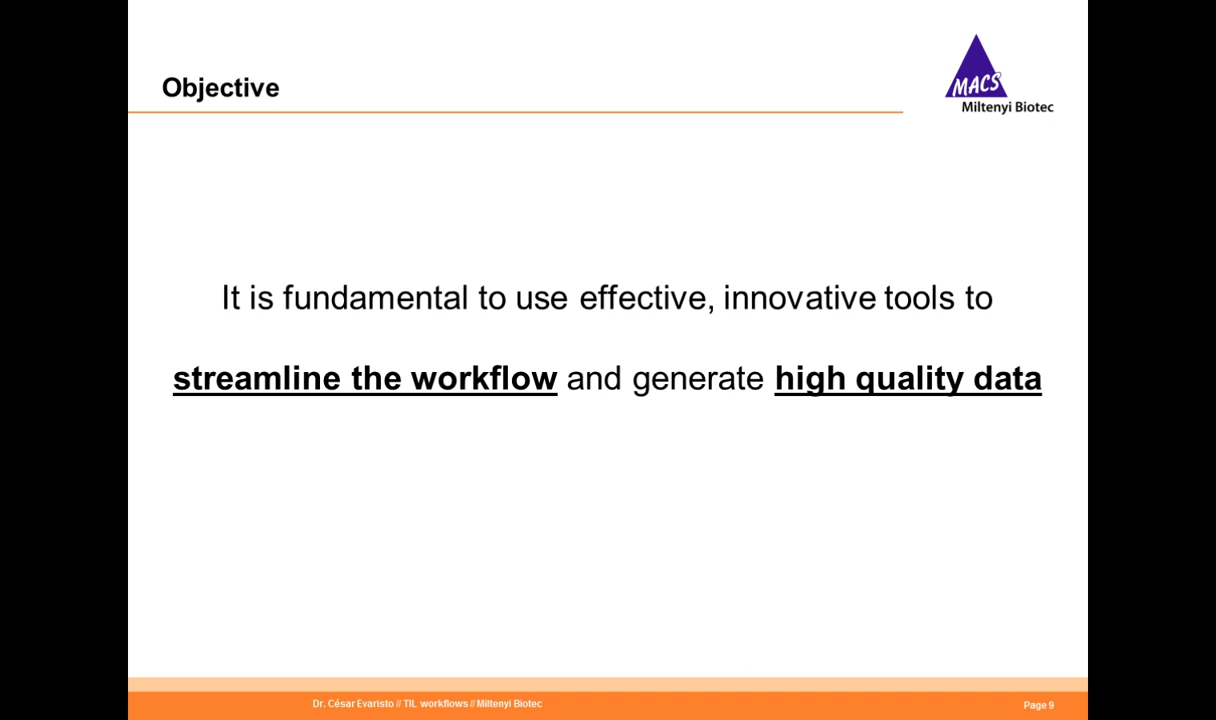 Objective
MACS
Miltenyi Biotec
It is fundamental to use effective, innovative tools to
streamline the workflow and generate high quality data
Dr. César Evaristo // TIL workflows // Miltenyi Biotec
Page 9